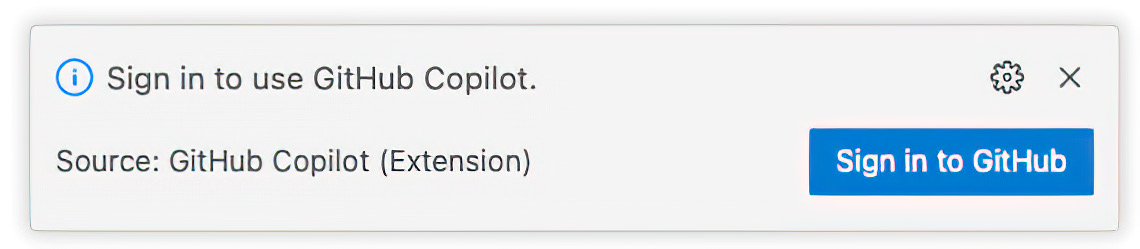 Sign in to use GitHub Copilot.
Source: GitHub Copilot (Extension)
Sign in to GitHub